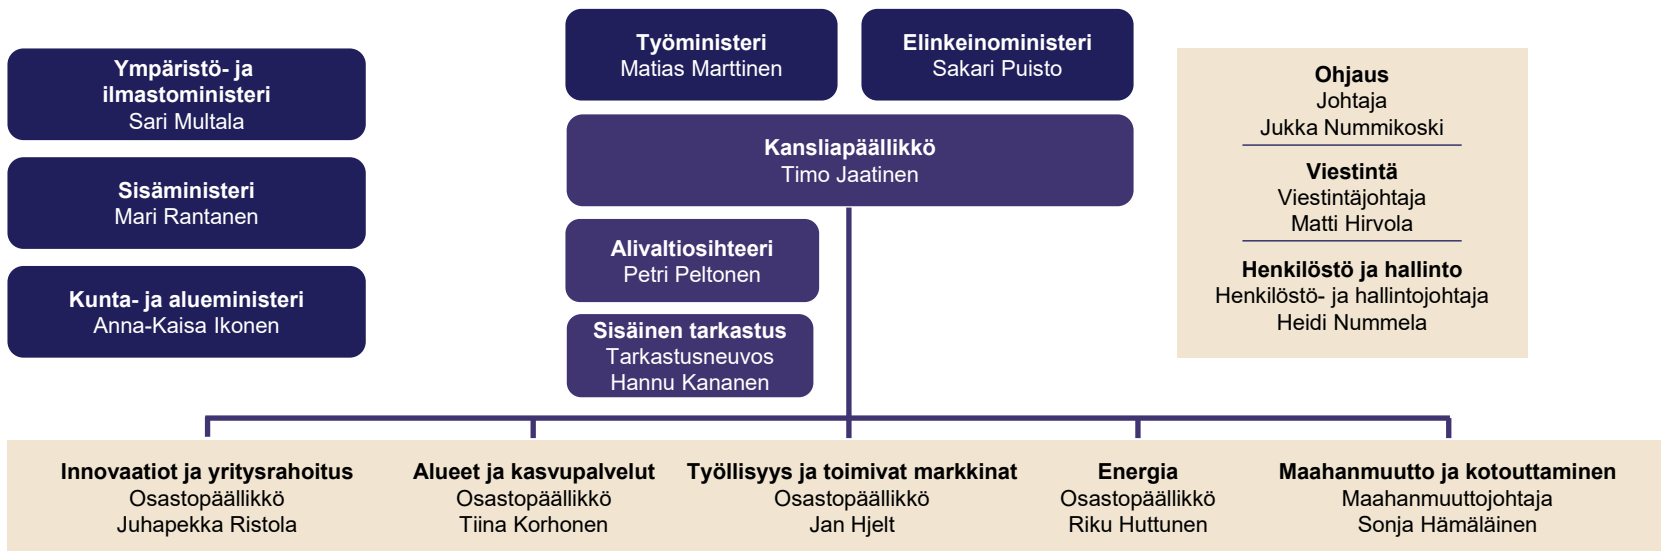 Ympäristö- ja
ilmastoministeri
Sari Multala
Sisäministeri
Mari Rantanen
Kunta- ja alueministeri
Anna-Kaisa Ikonen
Työministeri
Matias Marttinen
Elinkeinoministeri
Sakari Puisto
Kansliapäällikkö
Timo Jaatinen
Alivaltiosihteeri
Petri Peltonen
Sisäinen tarkastus
Tarkastusneuvos
Hannu Kananen
Ohjaus
Johtaja
Jukka Nummikoski
Viestintä
Viestintäjohtaja
Matti Hirvola
Henkilöstö ja hallinto
Henkilöstö- ja hallintojohtaja
Heidi Nummela
Innovaatiot ja yritysrahoitus
Osastopäällikkö
Juhapekka Ristola
Alueet ja kasvupalvelut
Osastopäällikkö
Tiina Korhonen
Työllisyys ja toimivat markkinat
Osastopäällikkö
Jan Hjelt
Energia
Osastopäällikkö
Riku Huttunen
Maahanmuutto ja kotouttaminen
Maahanmuuttojohtaja
Sonja Hämäläinen